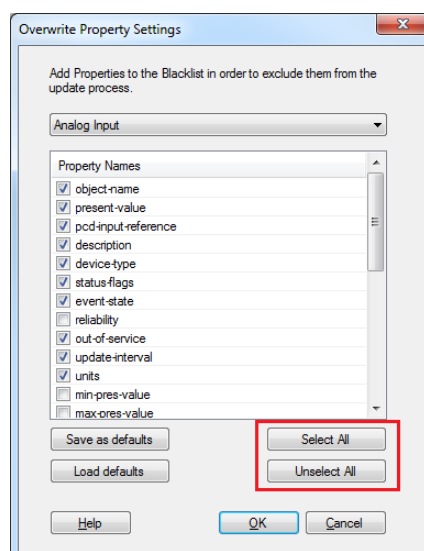 Overwrite Property Settings
Add Properties to the Blacklist in order to exclude them from the
update process.
Analog Input
Property Names
object-name
present-value
pcd-input-reference
description
device-type
status-flags
event-state
reliability
out-of-service
update-interval
units
min-pres-value
max-pres-value
Save as defaults
Select All
Load defaults
Unselect All
Help
OK
Cancel